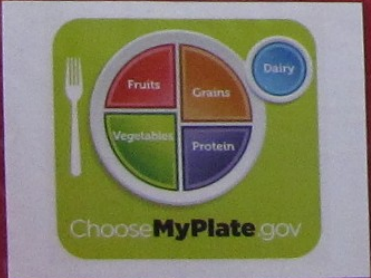 Fruits
Grains
Dairy
Vegetables
Protein
ChooseMyPlate.gov